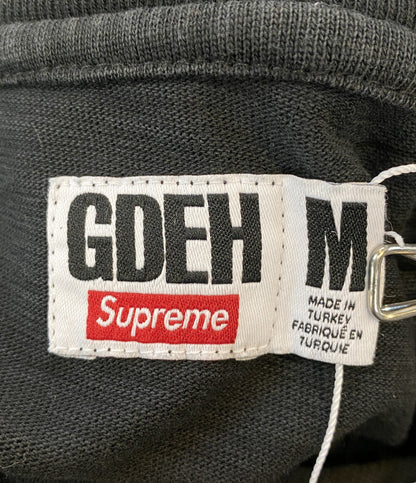 GDEH
Supreme
M
MADE IN
TURKEY
FABRIQUÉ EN
TURQUIE